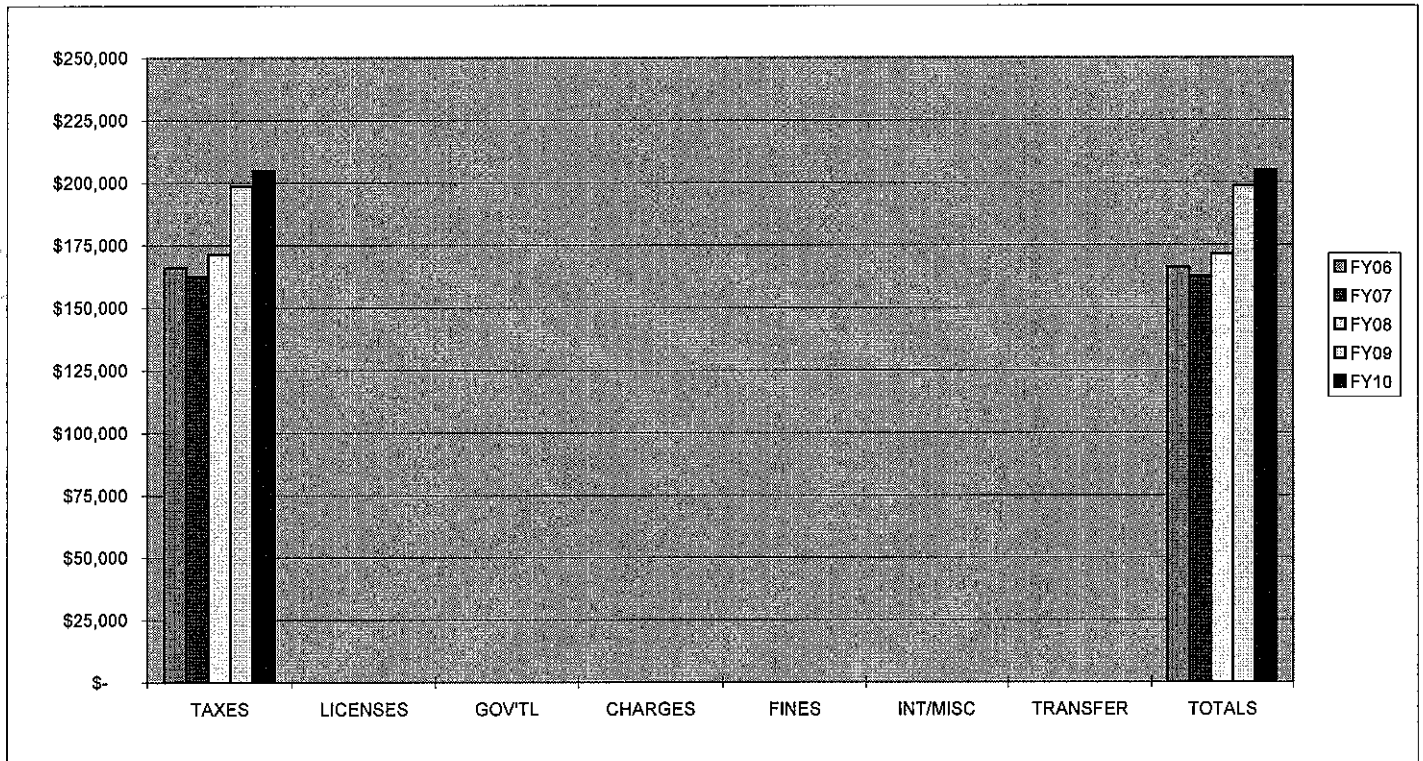 $250,000
$225,000
$200,000
$175,000
$150,000
$125,000
$100,000
$75,000
$50,000
$25,000
$-
TAXES LICENSES GOV'TL CHARGES FINES INT/MISC TRANSFER TOTALS
FY06
FY07
FY08
FY09
FY10